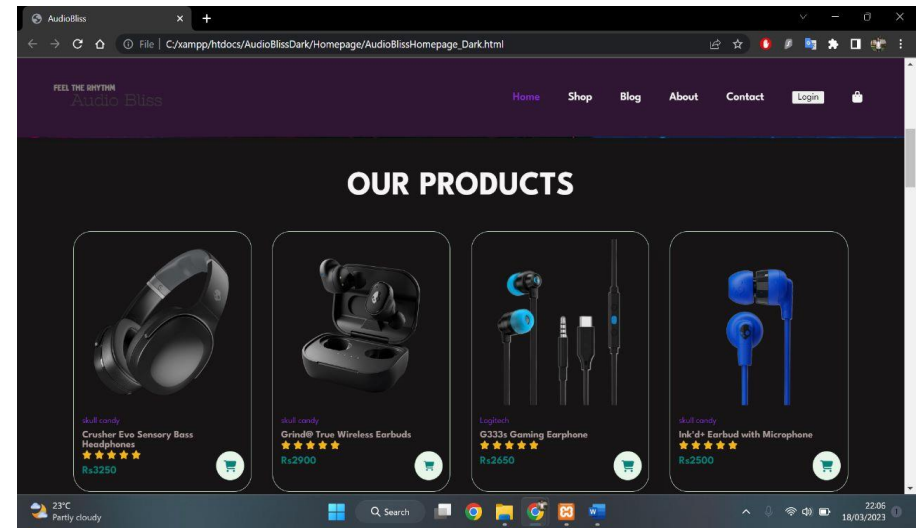 AudioBliss
File | C:/xampp/htdocs/AudioBlissDark/Homepage/AudioBlissHomepage_Dark.html
FEEL THE RHYTHM
Audio Bliss
Home Shop Blog About Contact Login
OUR PRODUCTS
skull candy
Crusher Evo Sensory Bass
Headphones
Rs3250
skull candy
Grind® True Wireless Earbuds
Rs2900
Logitech
G333s Gaming Earphone
Rs2650
skull candy
Ink'd+ Earbud with Microphone
Rs2500
23°C
Partly cloudy
Search
22:06
18/03/2023